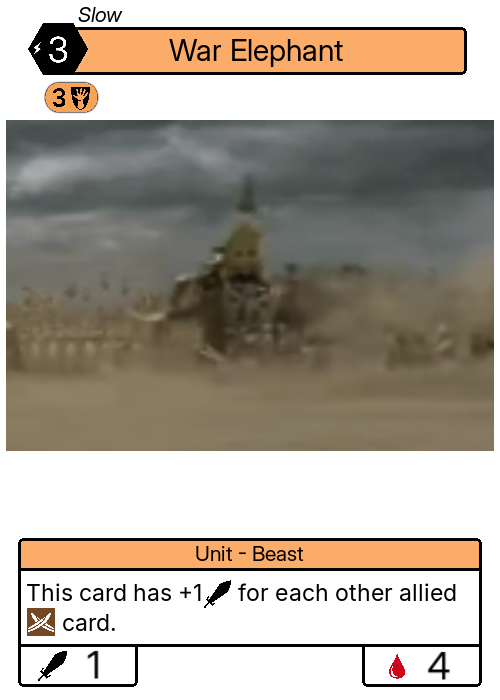 Slow
3
War Elephant
3
Unit - Beast
This card has +1 for each other allied
card.
1
4